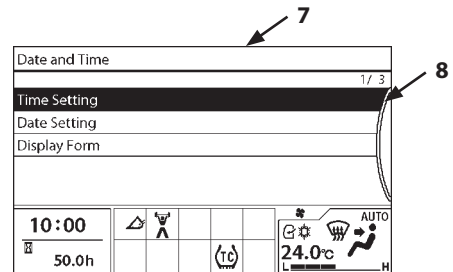 7
Date and Time
1/ 3
8
Time Setting
Date Setting
Display Form
10:00
50.0h
TC
AUTO
24.0°C
L H